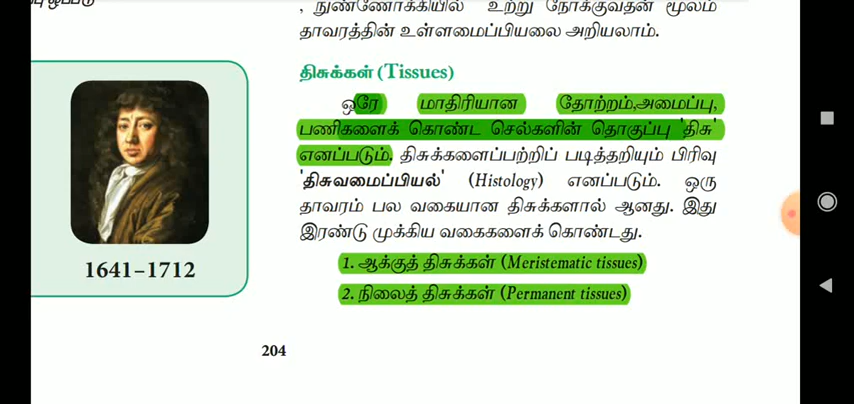 , நுண்ணோக்கியில் உற்று நோக்குவதன் மூலம்
தாவரத்தின் உள்ளமைப்பியலை அறியலாம்.
திசுக்கள் (Tissues)
ஒரே மாதிரியான தோற்றம்,அமைப்பு,
பணிகளைக் கொண்ட செல்களின் தொகுப்பு 'திசு'
எனப்படும். திசுக்களைப்பற்றிப் படித்தறியும் பிரிவு
'திசுவமைப்பியல்' (Histology) எனப்படும். ஒரு
தாவரம் பல வகையான திசுக்களால் ஆனது. இது
இரண்டு முக்கிய வகைகளைக் கொண்டது.
1. ஆக்குத் திசுக்கள் (Meristematic tissues)
2. நிலைத் திசுக்கள் (Permanent tissues)
1641–1712
204